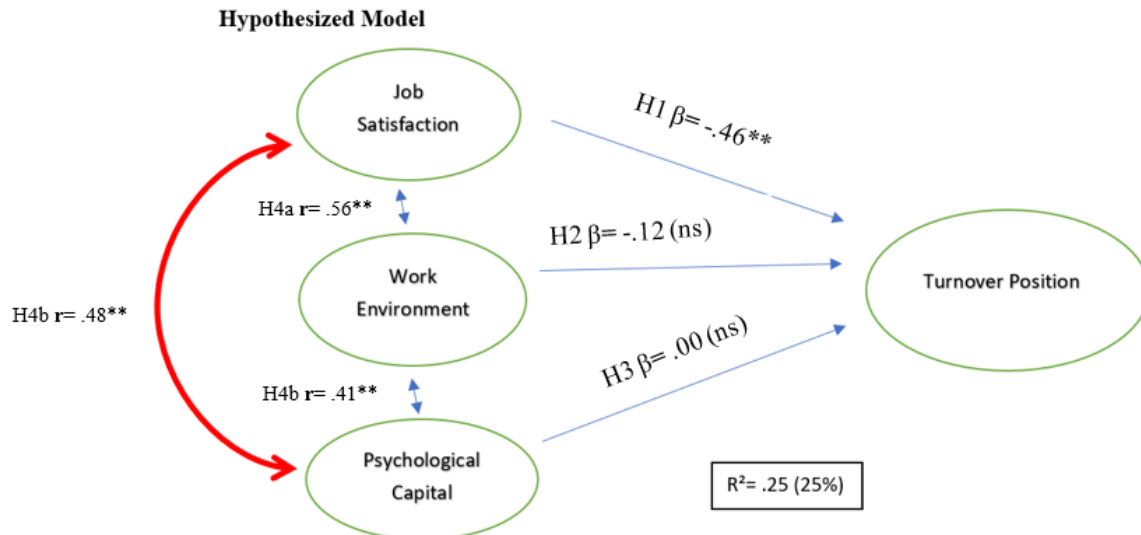 Hypothesized Model
Job
Satisfaction
H1 β= -.46**
H4a r= .56**
H2 β= -.12 (ns)
Work
Environment
Turnover Position
H4b r= .48**
H3 β= .00 (ns)
H4b r= .41**
Psychological
Capital
R²= .25 (25%)